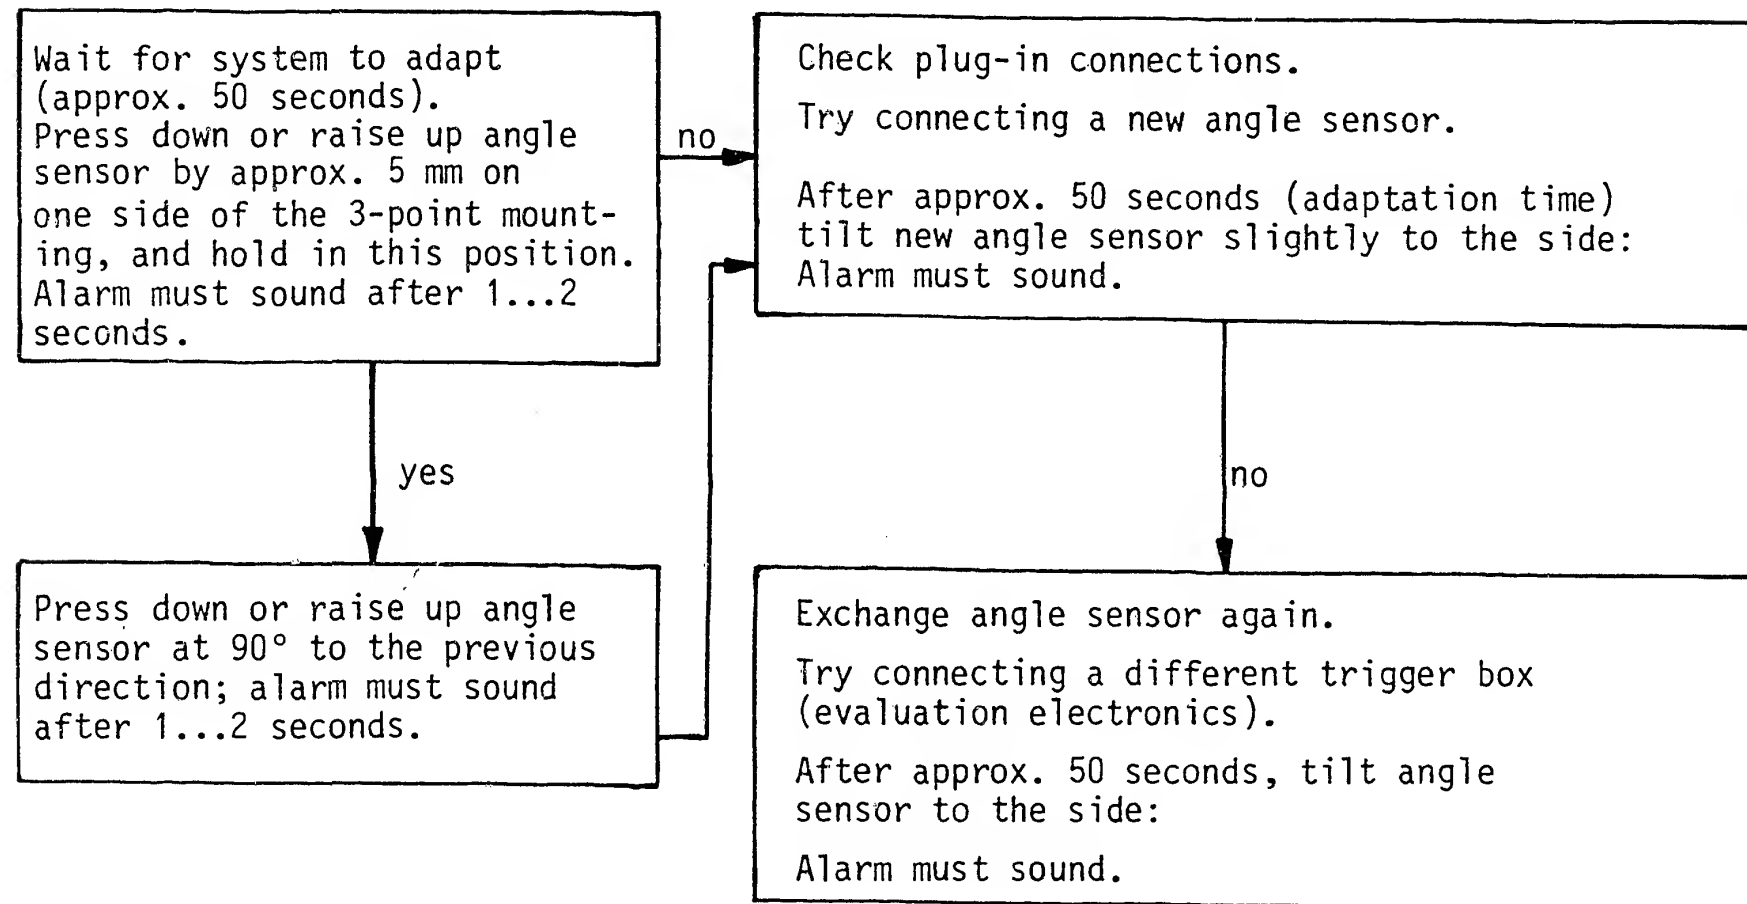 Wait for system to adapt
(approx. 50 seconds).
Press down or raise up angle
sensor by approx. 5 mm on
one side of the 3-point mount-
ing, and hold in this position.
Alarm must sound after 1...2
seconds.
no
Check plug-in connections.
Try connecting a new angle sensor.
After approx. 50 seconds (adaptation time)
tilt new angle sensor slightly to the side:
Alarm must sound.
yes
no
Press down or raise up angle
sensor at 90° to the previous
direction; alarm must sound
after 1...2 seconds.
Exchange angle sensor again.
Try connecting a different trigger box
(evaluation electronics).
After approx. 50 seconds, tilt angle
sensor to the side:
Alarm must sound.